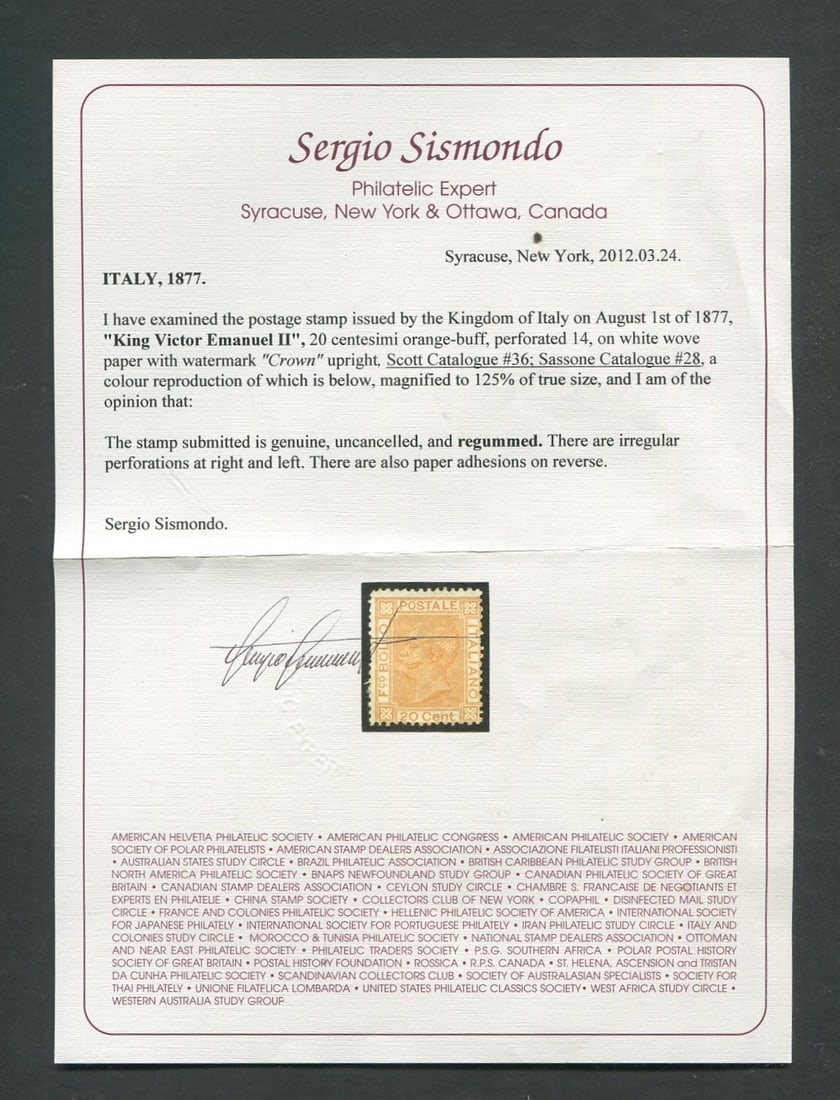 Sergio Sismondo
Philatelic Expert
Syracuse, New York & Ottawa, Canada
Syracuse, New York, 2012.03.24.
ITALY, 1877.
I have examined the postage stamp issued by the Kingdom of Italy on August 1st of 1877,
"King Victor Emanuel II", 20 centesimi orange-buff, perforated 14, on white wove
paper with watermark "Crown" upright, Scott Catalogue #36; Sassone Catalogue #28, a
colour reproduction of which is below, magnified to 125% of true size, and I am of the
opinion that:
The stamp submitted is genuine, uncancelled, and regummed. There are irregular
perforations at right and left. There are also paper adhesions on reverse.
Sergio Sismondo.
POSTALE
Fco BOLLO
ITALIANO
20 Cent.
AMERICAN HELVETIA PHILATELIC SOCIETY • AMERICAN PHILATELIC CONGRESS • AMERICAN PHILATELIC SOCIETY • AMERICAN
SOCIETY OF POLAR PHILATELISTS • AMERICAN STAMP DEALERS ASSOCIATION • ASSOCIAZIONE FILATELISTI ITALIANI PROFESSIONISTI
• AUSTRALIAN STATES STUDY CIRCLE • BRAZIL PHILATELIC ASSOCIATION • BRITISH CARIBBEAN PHILATELIC STUDY GROUP • BRITISH
NORTH AMERICA PHILATELIC SOCIETY • BNAPS NEWFOUNDLAND STUDY GROUP • CANADIAN PHILATELIC SOCIETY OF GREAT
BRITAIN • CANADIAN STAMP DEALERS ASSOCIATION • CEYLON STUDY CIRCLE • CHAMBRE S. FRANCAISE DE NEGOTIANTS ET
EXPERTS EN PHILATELIE • CHINA STAMP SOCIETY • COLLECTORS CLUB OF NEW YORK • COPAPHIL • DISINFECTED MAIL STUDY
CIRCLE • FRANCE AND COLONIES PHILATELIC SOCIETY • HELLENIC PHILATELIC SOCIETY OF AMERICA • INTERNATIONAL SOCIETY
FOR JAPANESE PHILATELY • INTERNATIONAL SOCIETY FOR PORTUGUESE PHILATELY • IRAN PHILATELIC STUDY CIRCLE • ITALY AND
COLONIES STUDY CIRCLE • MOROCCO & TUNISIA PHILATELIC SOCIETY • NATIONAL STAMP DEALERS ASSOCIATION • OTTOMAN
AND NEAR EAST PHILATELIC SOCIETY • PHILATELIC TRADERS SOCIETY • P.S.G. SOUTHERN AFRICA • POLAR POSTAL HISTORY
SOCIETY OF GREAT BRITAIN • POSTAL HISTORY FOUNDATION • ROSSICA • R.P.S. CANADA • ST. HELENA, ASCENSION and TRISTAN
DA CUNHA PHILATELIC SOCIETY • SCANDINAVIAN COLLECTORS CLUB • SOCIETY OF AUSTRALASIAN SPECIALISTS • SOCIETY FOR
THAI PHILATELY • UNIONE FILATELICA LOMBARDA • UNITED STATES PHILATELIC CLASSICS SOCIETY • WEST AFRICA STUDY CIRCLE •
WESTERN AUSTRALIA STUDY GROUP